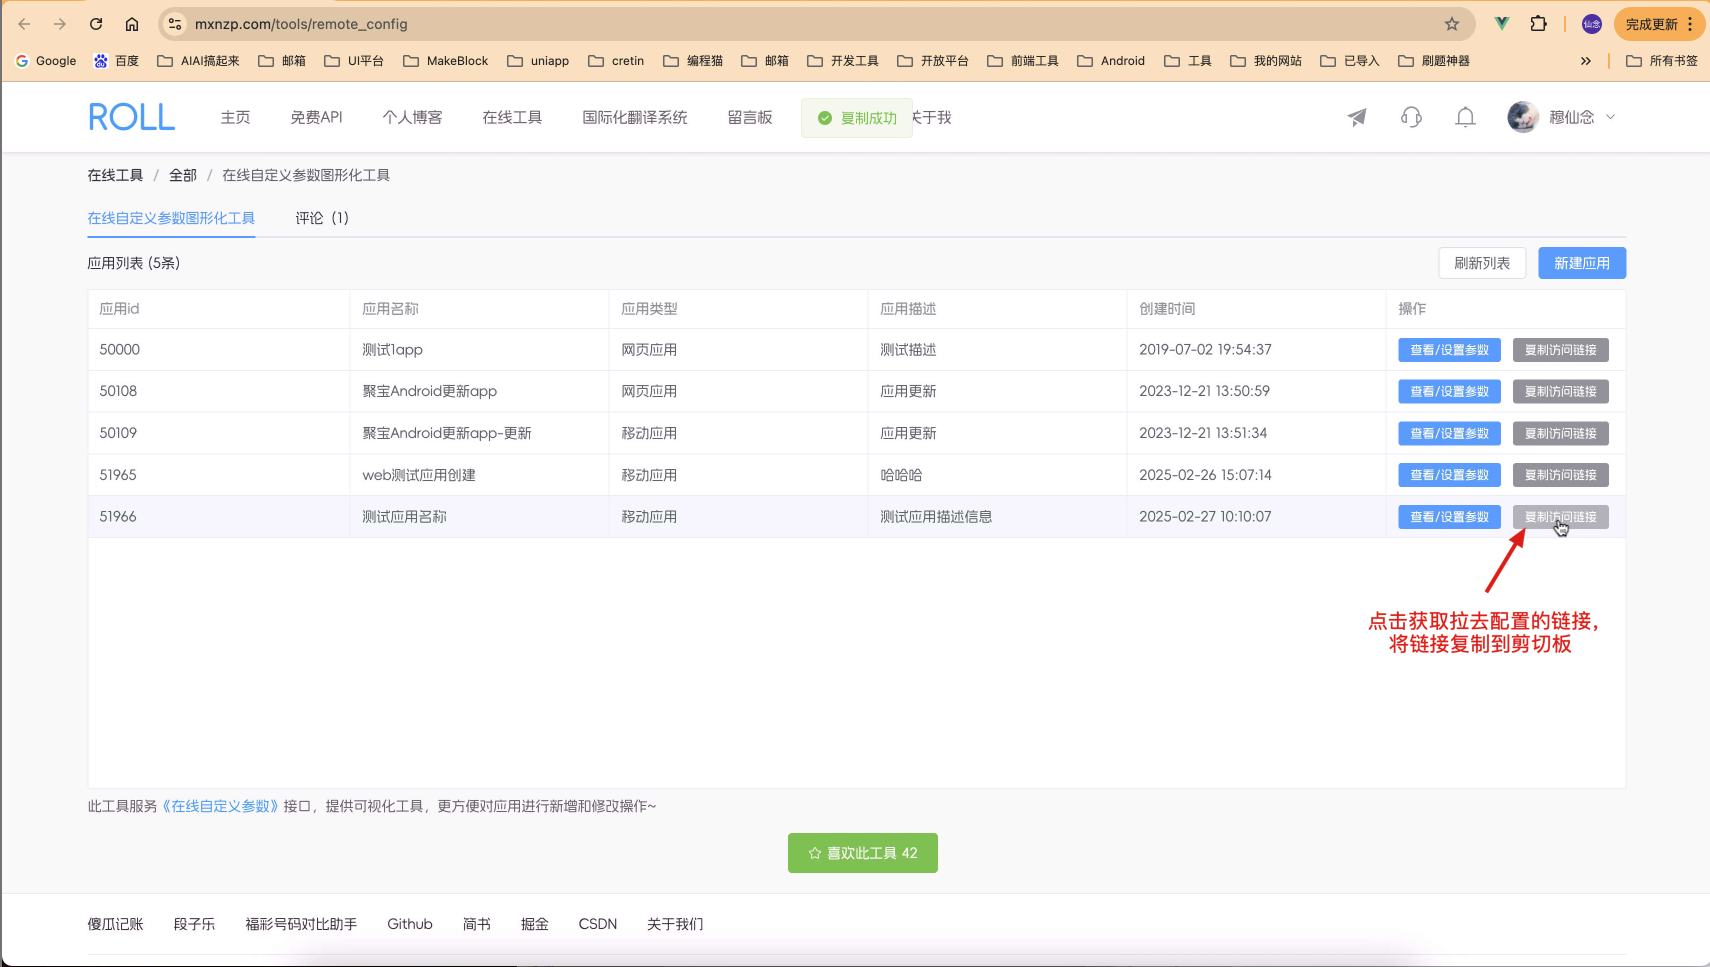 mxnzp.com/tools/remote_config
仙念
完成更新
Google 百度 AIAI搞起来 邮箱 UI平台 MakeBlock uniapp cretin 编程猫 邮箱 开发工具 开放平台 前端工具 Android 工具 我的网站 已导入 刷题神器 » 所有书签
ROLL 主页 免费API 个人博客 在线工具 国际化翻译系统 留言板 复制成功 关于我 穆仙念
在线工具 / 全部 / 在线自定义参数图形化工具
在线自定义参数图形化工具 评论（1）
应用列表 (5条) 刷新列表 新建应用
应用id 应用名称 应用类型 应用描述 创建时间 操作
50000 测试1app 网页应用 测试描述 2019-07-02 19:54:37 查看/设置参数 复制访问链接
50108 聚宝Android更新app 网页应用 应用更新 2023-12-21 13:50:59 查看/设置参数 复制访问链接
50109 聚宝Android更新app-更新 移动应用 应用更新 2023-12-21 13:51:34 查看/设置参数 复制访问链接
51965 web测试应用创建 移动应用 哈哈哈 2025-02-26 15:07:14 查看/设置参数 复制访问链接
51966 测试应用名称 移动应用 测试应用描述信息 2025-02-27 10:10:07 查看/设置参数 复制访问链接
点击获取拉去配置的链接，
将链接复制到剪切板
此工具服务《在线自定义参数》接口，提供可视化工具，更方便对应用进行新增和修改操作~
喜欢此工具 42
傻瓜记账 段子乐 福彩号码对比助手 Github 简书 掘金 CSDN 关于我们